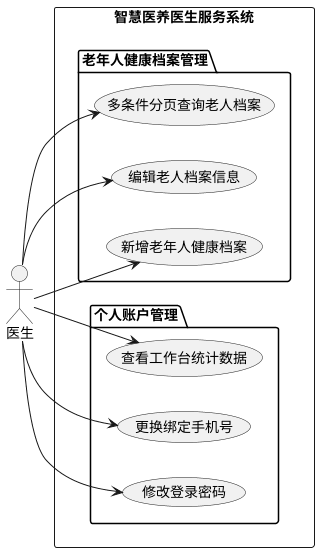 智慧医养医生服务系统
老年人健康档案管理
多条件分页查询老人档案
编辑老人档案信息
新增老年人健康档案
医生
个人账户管理
查看工作台统计数据
更换绑定手机号
修改登录密码